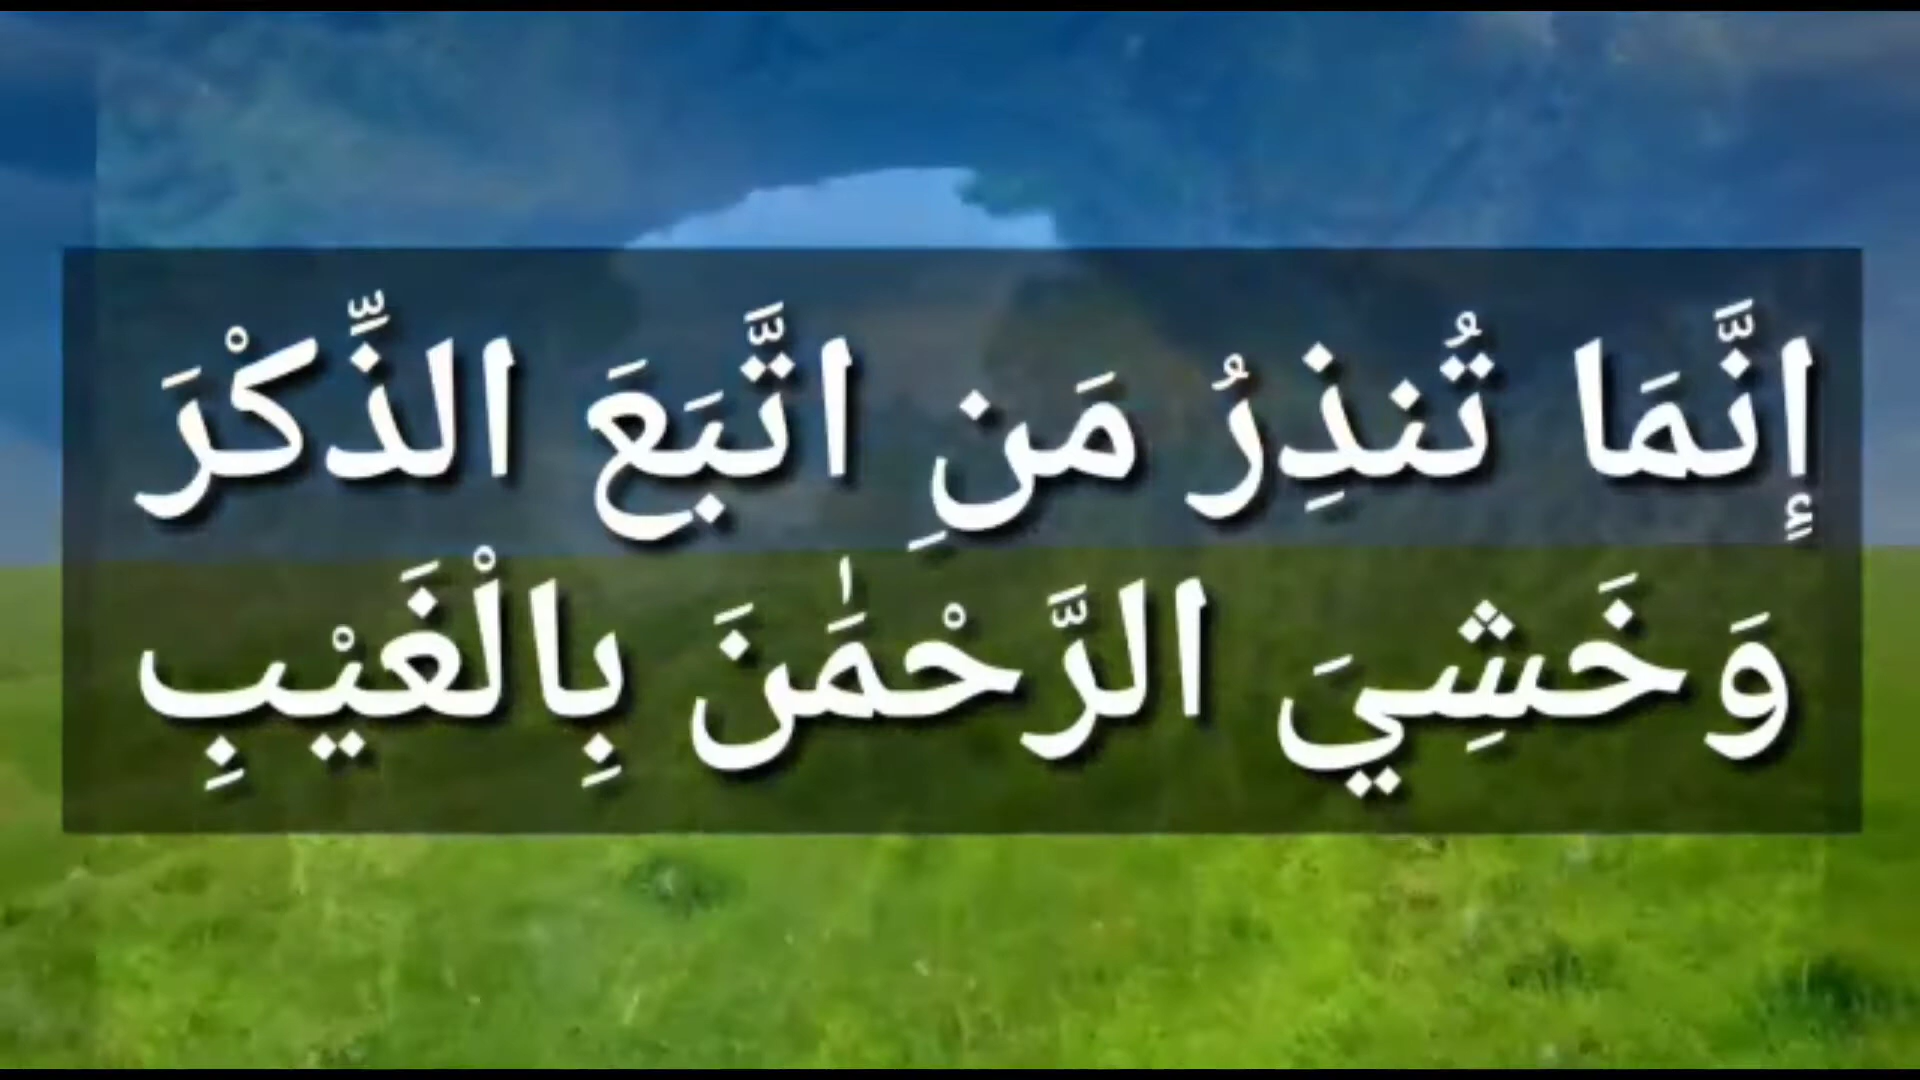 إِنَّمَا تُنذِرُ مَنِ اتَّبَعَ الذِّكْرَ
وَخَشِيَ الرَّحْمَٰنَ بِالْغَيْبِ